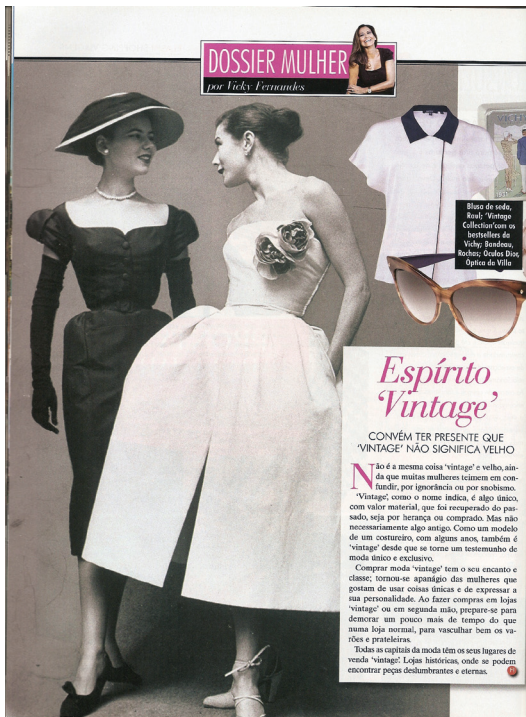 DOSSIER MULHER
por Vicky Fernandes
Blusa de seda,
Raul; 'Vintage
Collection' com os
bestsellers da
Vichy; Bandeau,
Rochas; Óculos Dior,
Óptica da Villa
Espírito
'Vintage'
CONVÉM TER PRESENTE QUE
'VINTAGE' NÃO SIGNIFICA VELHO
Não é a mesma coisa 'vintage' e velho, ain-
da que muitas mulheres teimem em con-
fundir, por ignorância ou por snobismo.
'Vintage', como o nome indica, é algo único,
com valor material, que foi recuperado do pas-
sado, seja por herança ou comprado. Mas não
necessariamente algo antigo. Como um modelo
de um costureiro, com alguns anos, também é
'vintage' desde que se torne um testemunho de
moda único e exclusivo.
Comprar moda 'vintage' tem o seu encanto e
classe; tornou-se apanágio das mulheres que
gostam de usar coisas únicas e de expressar a
sua personalidade. Ao fazer compras em lojas
'vintage' ou em segunda mão, prepare-se para
demorar um pouco mais de tempo do que
numa loja normal, para vasculhar bem os va-
rões e prateleiras.
Todas as capitais da moda têm os seus lugares de
venda 'vintage'. Lojas históricas, onde se podem
encontrar peças deslumbrantes e eternas.